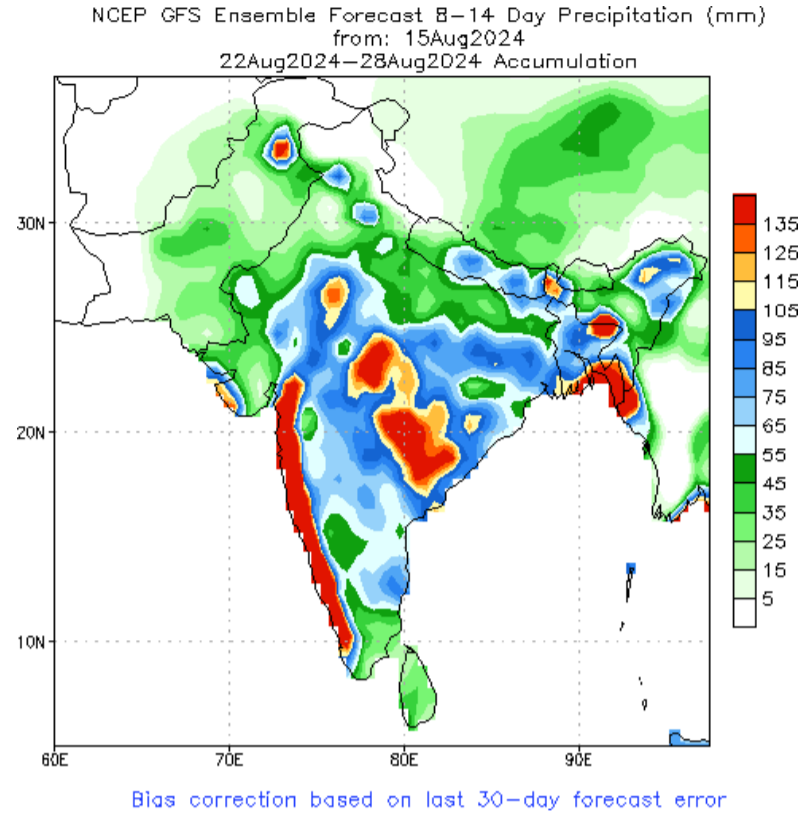 NCEP GFS Ensemble Forecast 8-14 Day Precipitation (mm)
from: 15Aug2024
22Aug2024-28Aug2024 Accumulation
30N
20N
10N
60E
70E
80E
90E
135
125
115
105
95
85
75
65
55
45
35
25
15
5
Bias correction based on last 30-day forecast error